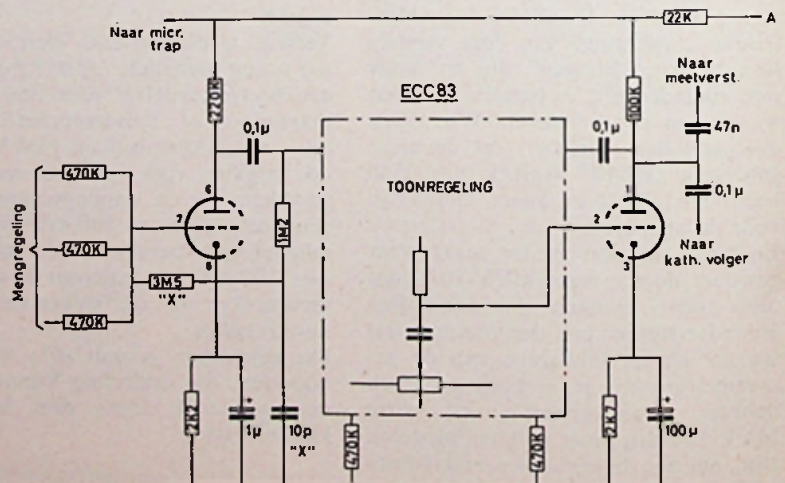 22K
A
Naar micr.
trap
220K
ECC83
100K
Naar
meetverst.
47n
0,1µ
0,1µ
0,1µ
Naar
kath. volger
TOONREGELING
Mengregeling
470K
470K
470K
6
7
8
1M2
3M5
"X"
1
2
3
2K2
1µ
+
10p
"X"
470K
470K
2K7
+
100µ